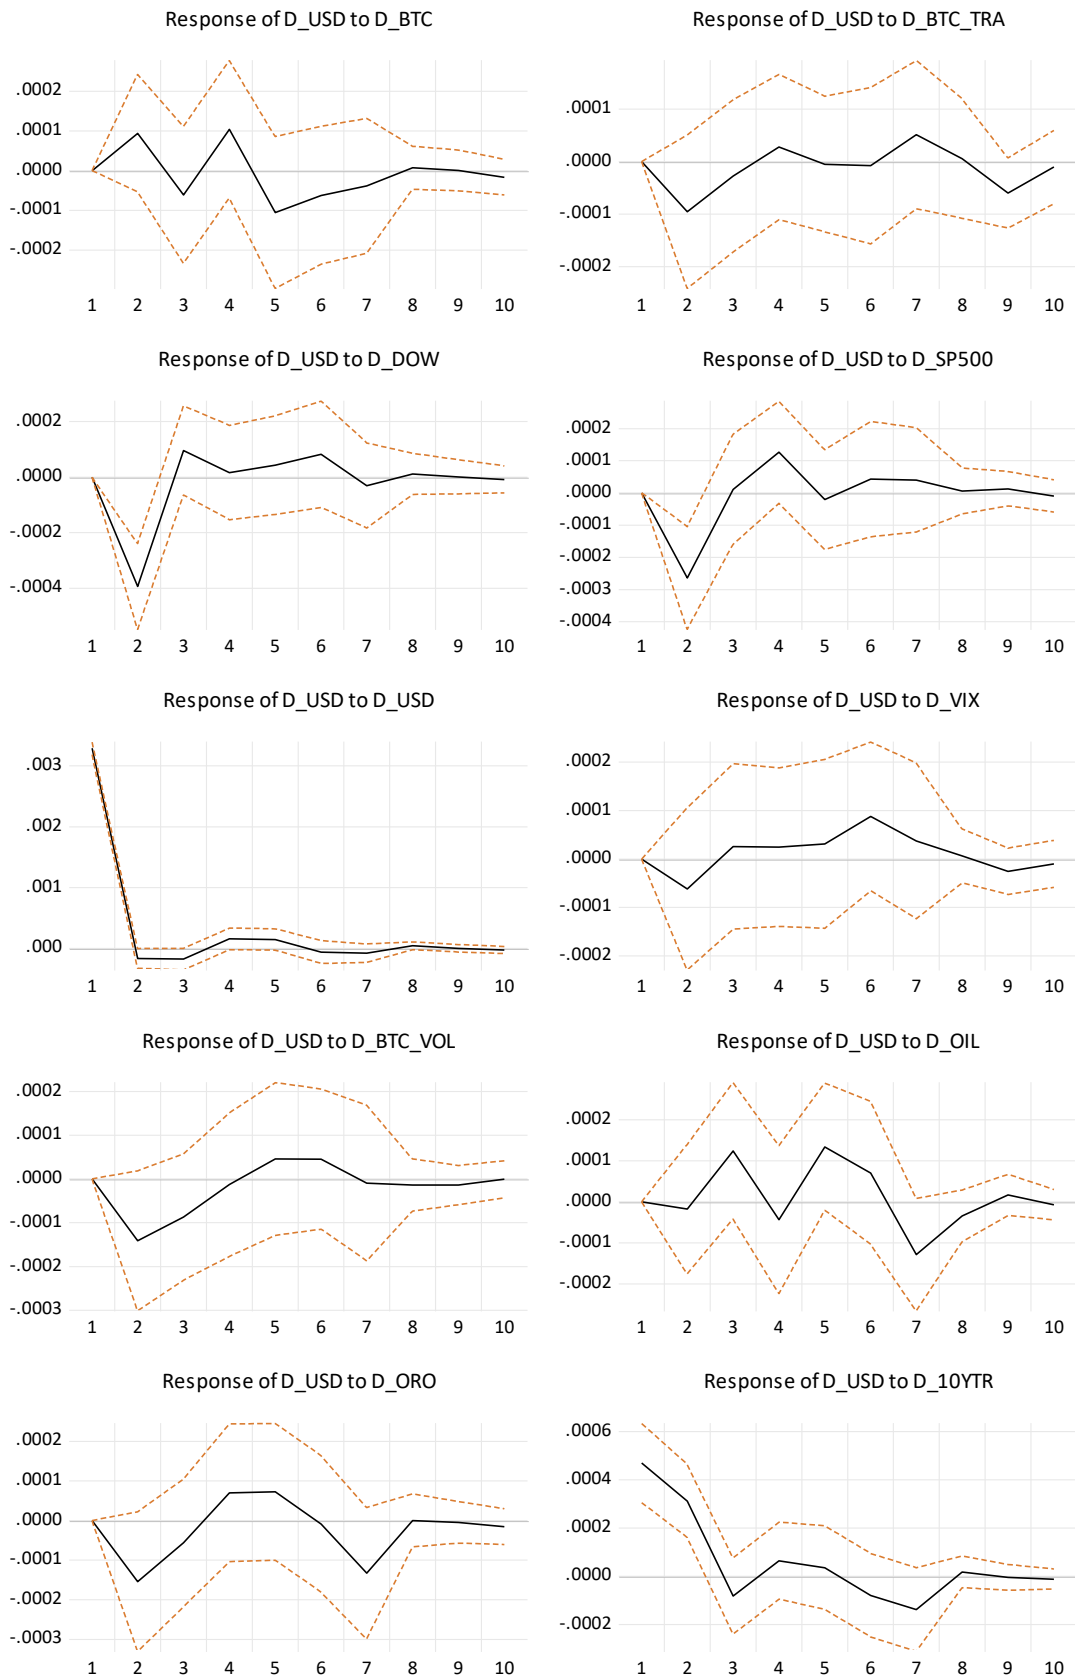 Response of D_USD to D_BTC
.0002
.0001
.0000
-.0001
-.0002
1 2 3 4 5 6 7 8 9 10
Response of D_USD to D_BTC_TRA
.0001
.0000
-.0001
-.0002
1 2 3 4 5 6 7 8 9 10
Response of D_USD to D_DOW
.0002
.0000
-.0002
-.0004
1 2 3 4 5 6 7 8 9 10
Response of D_USD to D_SP500
.0002
.0001
.0000
-.0001
-.0002
-.0003
-.0004
1 2 3 4 5 6 7 8 9 10
Response of D_USD to D_USD
.003
.002
.001
.000
1 2 3 4 5 6 7 8 9 10
Response of D_USD to D_VIX
.0002
.0001
.0000
-.0001
-.0002
1 2 3 4 5 6 7 8 9 10
Response of D_USD to D_BTC_VOL
.0002
.0001
.0000
-.0001
-.0002
-.0003
1 2 3 4 5 6 7 8 9 10
Response of D_USD to D_OIL
.0002
.0001
.0000
-.0001
-.0002
1 2 3 4 5 6 7 8 9 10
Response of D_USD to D_ORO
.0002
.0001
.0000
-.0001
-.0002
-.0003
1 2 3 4 5 6 7 8 9 10
Response of D_USD to D_10YTR
.0006
.0004
.0002
.0000
-.0002
1 2 3 4 5 6 7 8 9 10